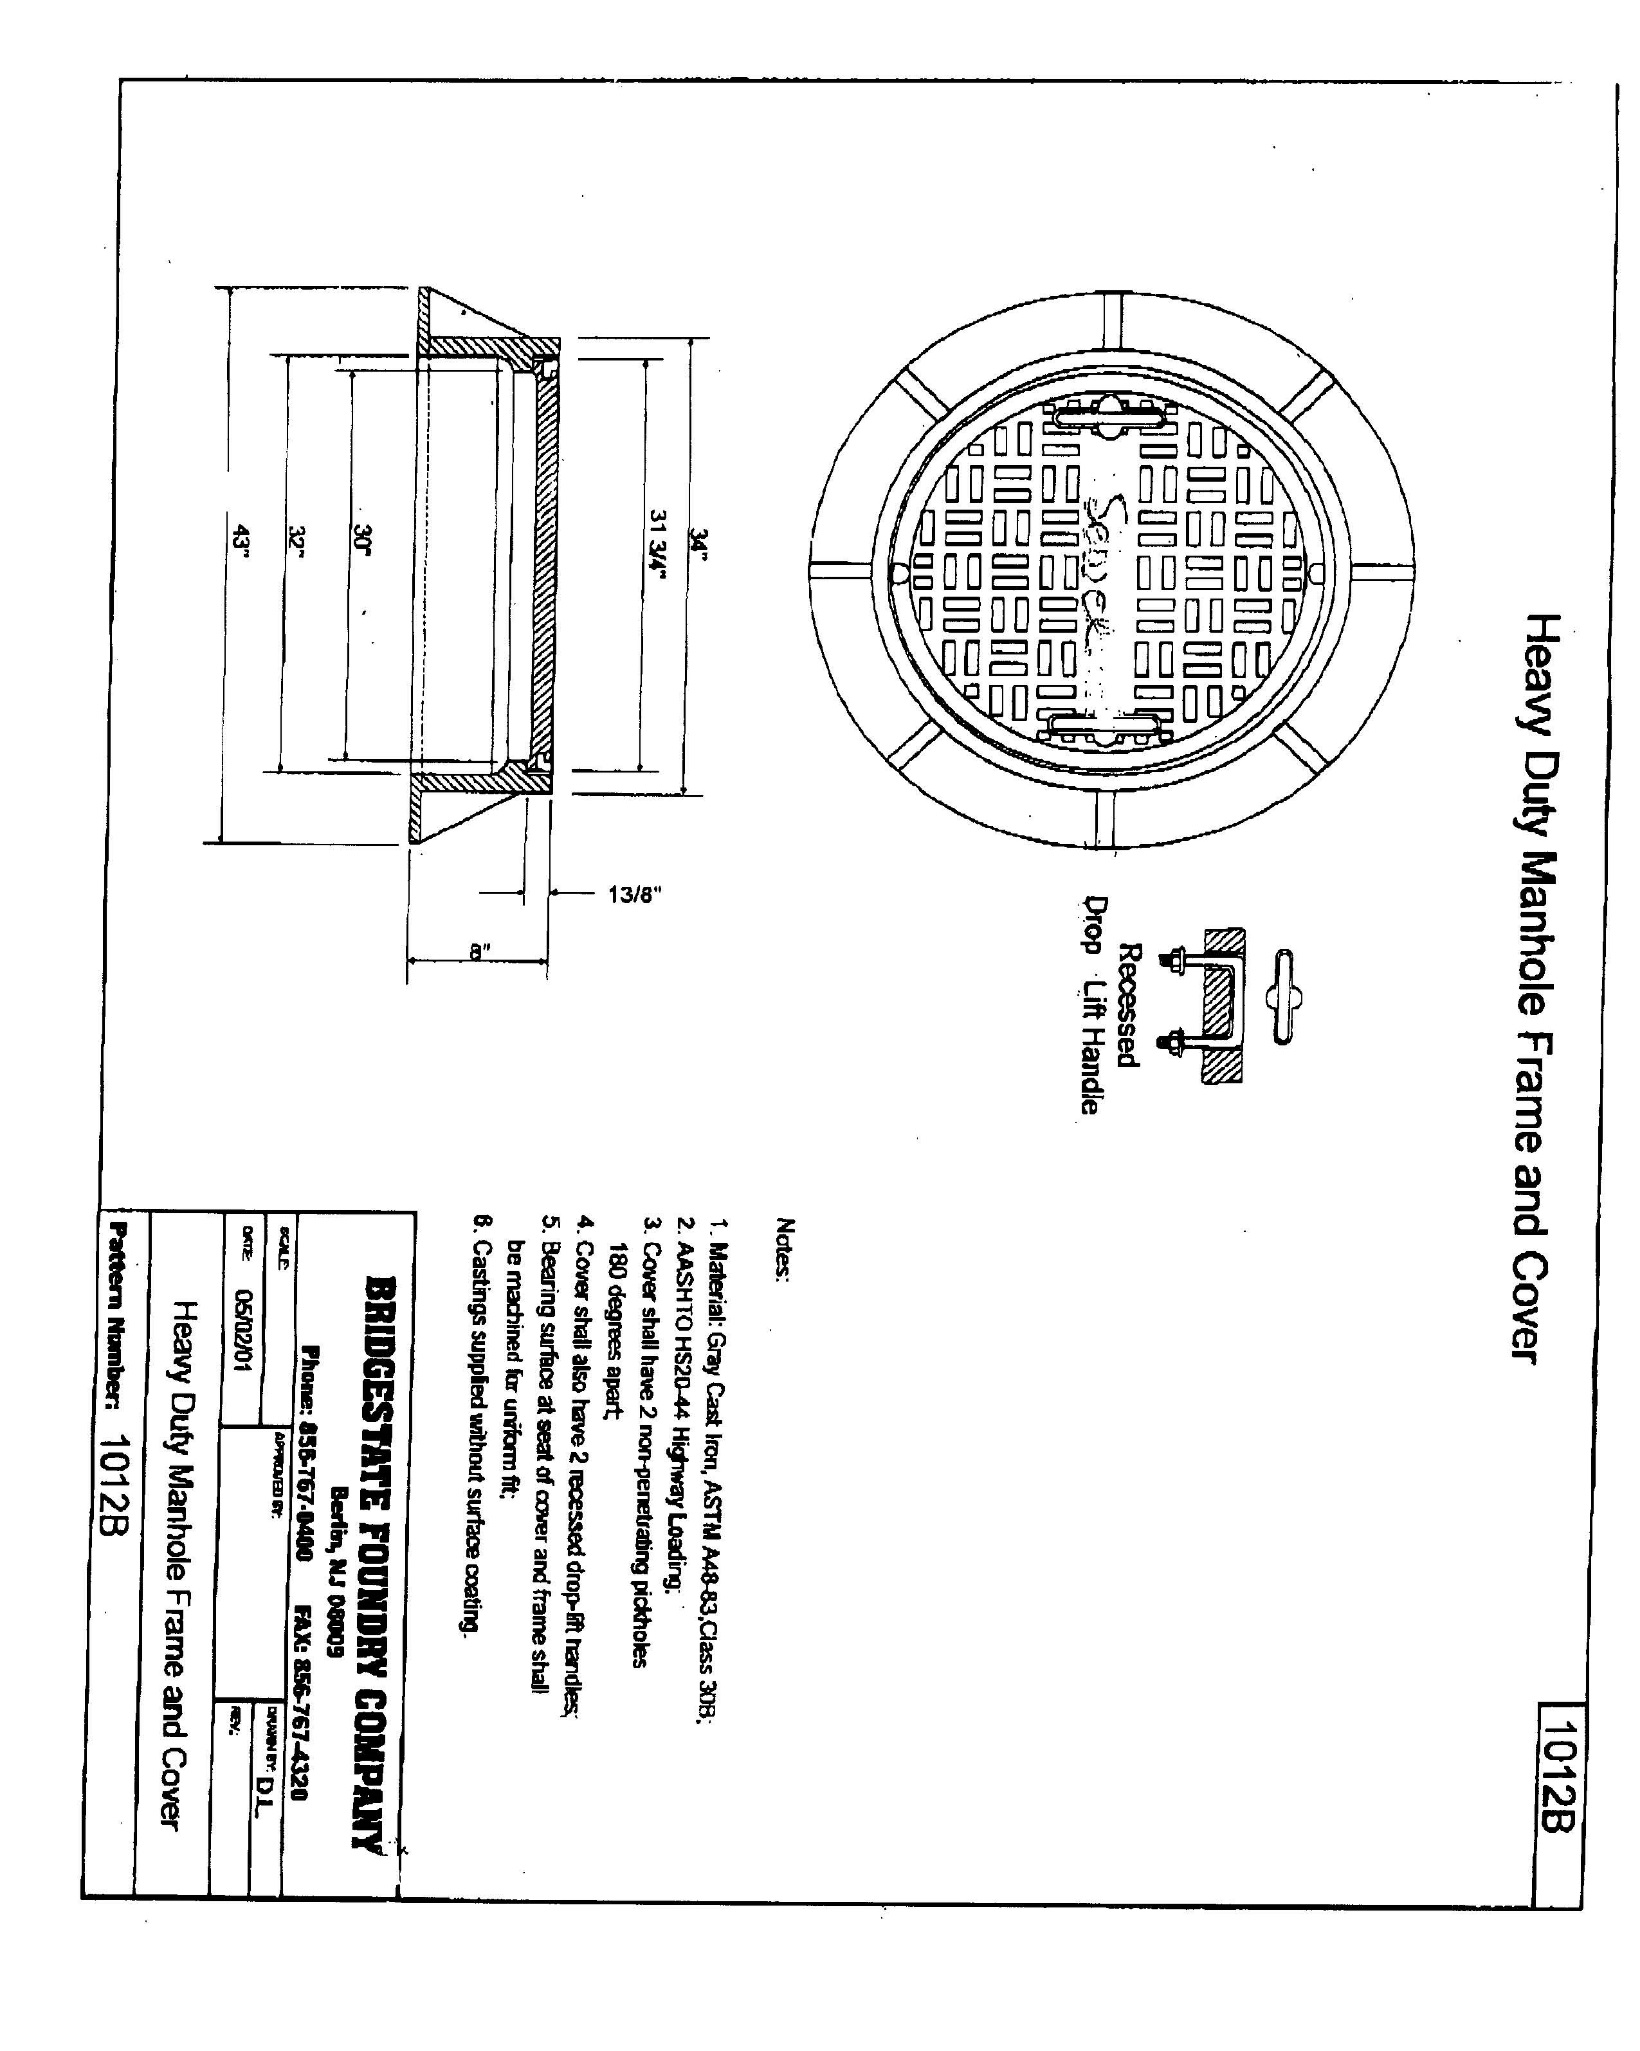 Heavy Duty Manhole Frame and Cover
1012B
Sewer
34"
31 3/4"
30"
32"
43"
13/8"
8"
Recessed
Drop Lift Handle
Notes:
1. Material: Gray Cast Iron, ASTM A48-83,Class 30B;
2. AASHTO HS20-44 Highway Loading;
3. Cover shall have 2 non-penetrating pickholes
180 degrees apart;
4. Cover shall also have 2 recessed drop-lift handles;
5. Bearing surface at seat of cover and frame shall
be machined for uniform fit;
6. Castings supplied without surface coating.
BRIDGESTATE FOUNDRY COMPANY
Berlin, NJ 08009
Phone: 856-767-0400 FAX: 856-767-4320
SCALE:
APPROVED BY:
DRAWN BY: D.L.
DATE: 05/02/01
REV.:
Heavy Duty Manhole Frame and Cover
Pattern Number: 1012B